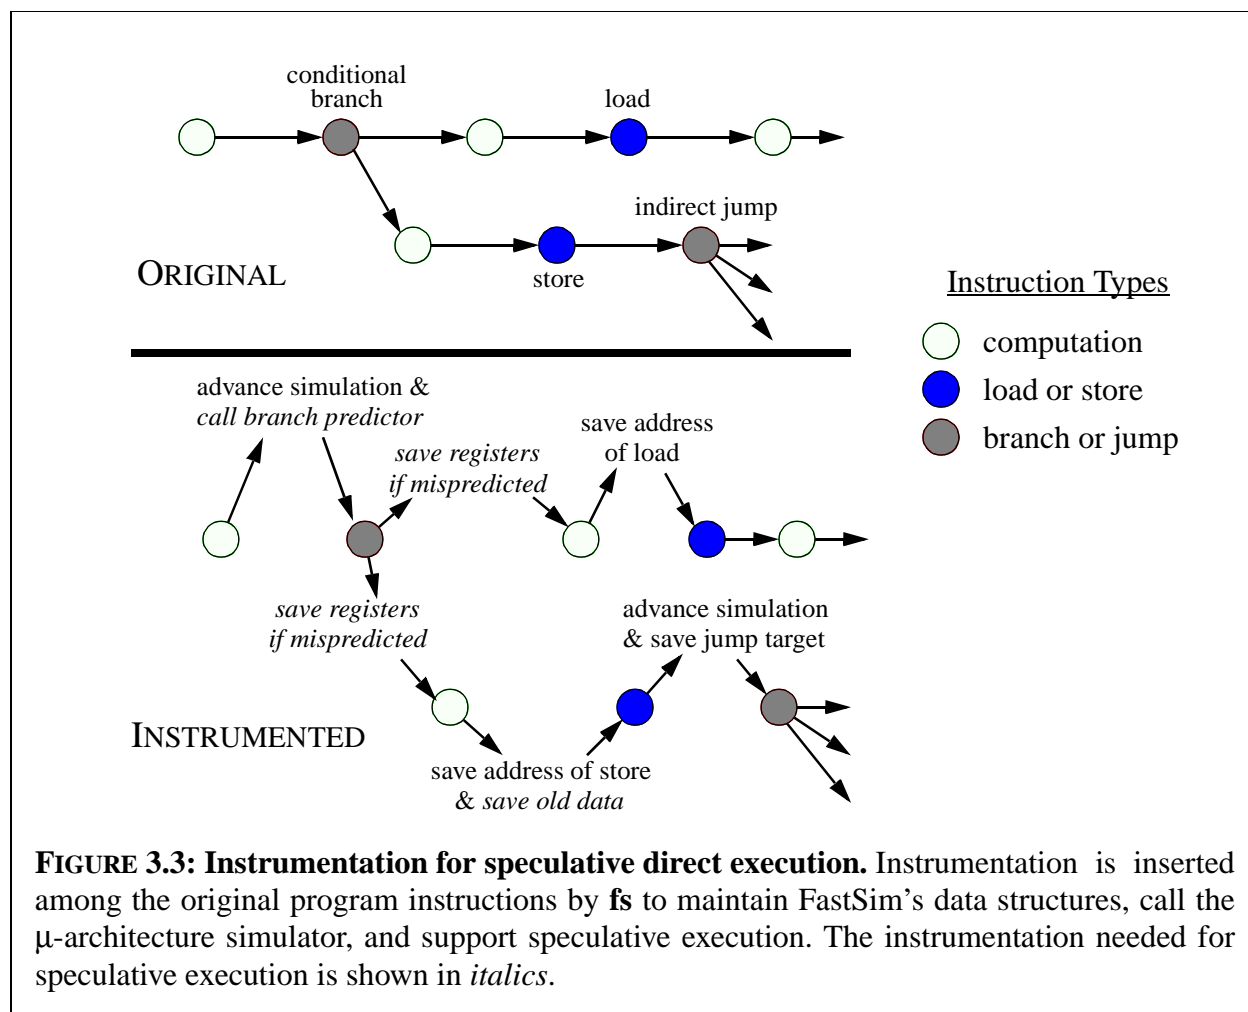 conditional
branch
load
indirect jump
ORIGINAL
store
Instruction Types
computation
load or store
branch or jump
advance simulation &
call branch predictor
save registers
if mispredicted
save address
of load
save registers
if mispredicted
advance simulation
& save jump target
INSTRUMENTED
save address of store
& save old data
FIGURE 3.3: Instrumentation for speculative direct execution. Instrumentation is inserted
among the original program instructions by fs to maintain FastSim’s data structures, call the
μ-architecture simulator, and support speculative execution. The instrumentation needed for
speculative execution is shown in italics.